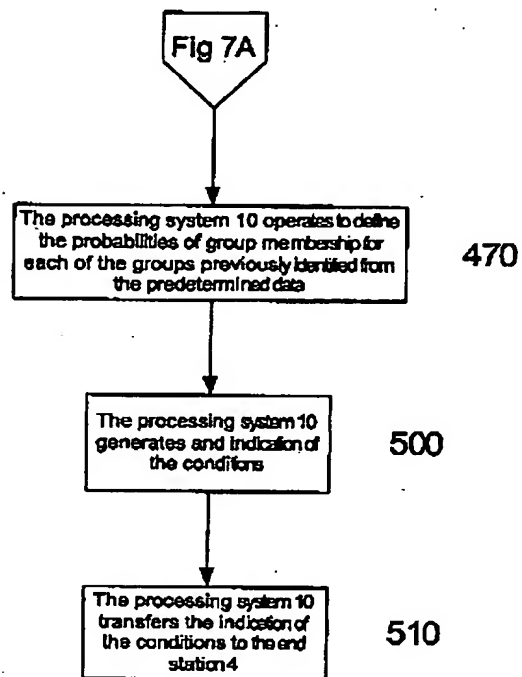 Fig 7A
The processing system 10 operates to define
the probabilities of group membership for
each of the groups previously identified from
the predetermined data
470
The processing system 10
generates and indication of
the conditions
500
The processing system 10
transfers the indication of
the conditions to the end
station 4
510